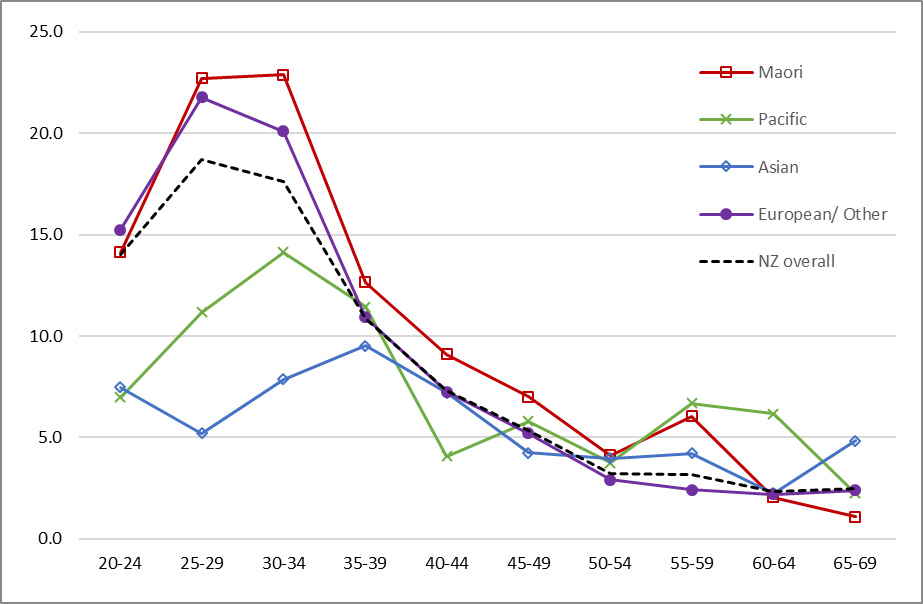 25.0
20.0
15.0
10.0
5.0
0.0
20-24 25-29 30-34 35-39 40-44 45-49 50-54 55-59 60-64 65-69
Maori
Pacific
Asian
European/ Other
NZ overall